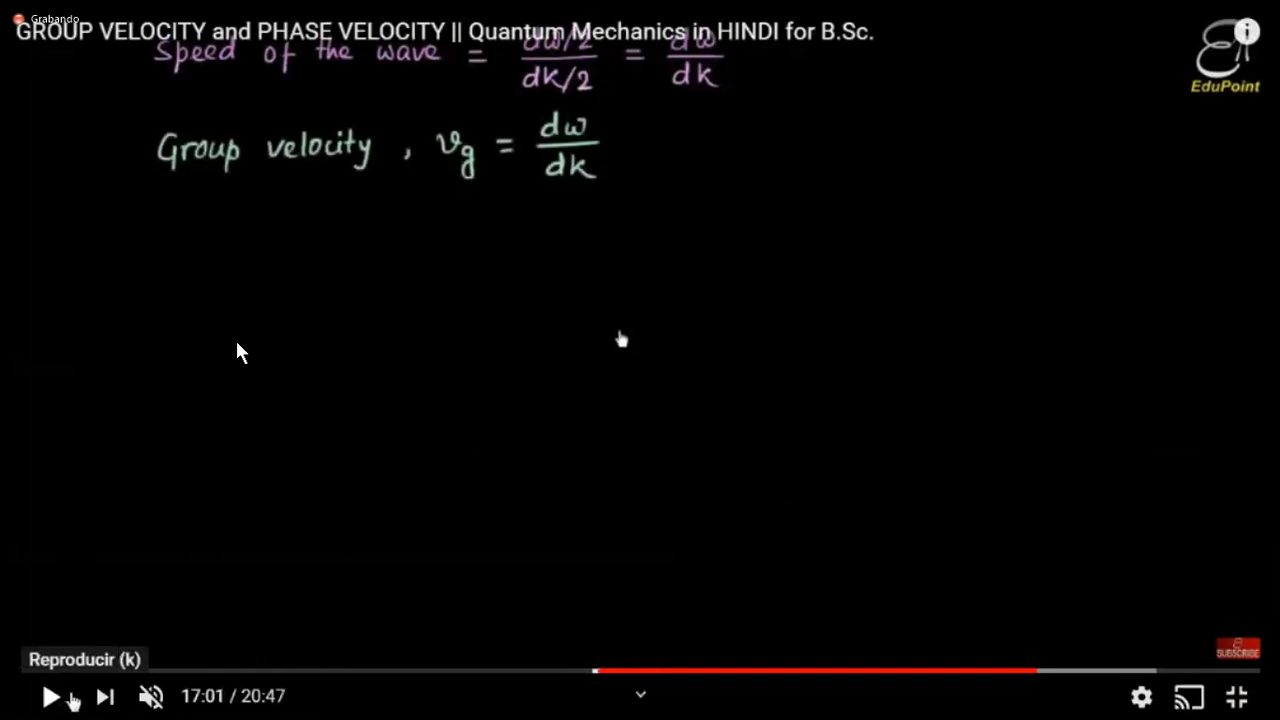 Grabando
GROUP VELOCITY and PHASE VELOCITY || Quantum Mechanics in HINDI for B.Sc.
Speed of the wave = dω/2 / dk/2 = dω / dk
EduPoint
Group velocity, vg = dω / dk
SUBSCRIBE
Reproducir (k)
17:01 / 20:47